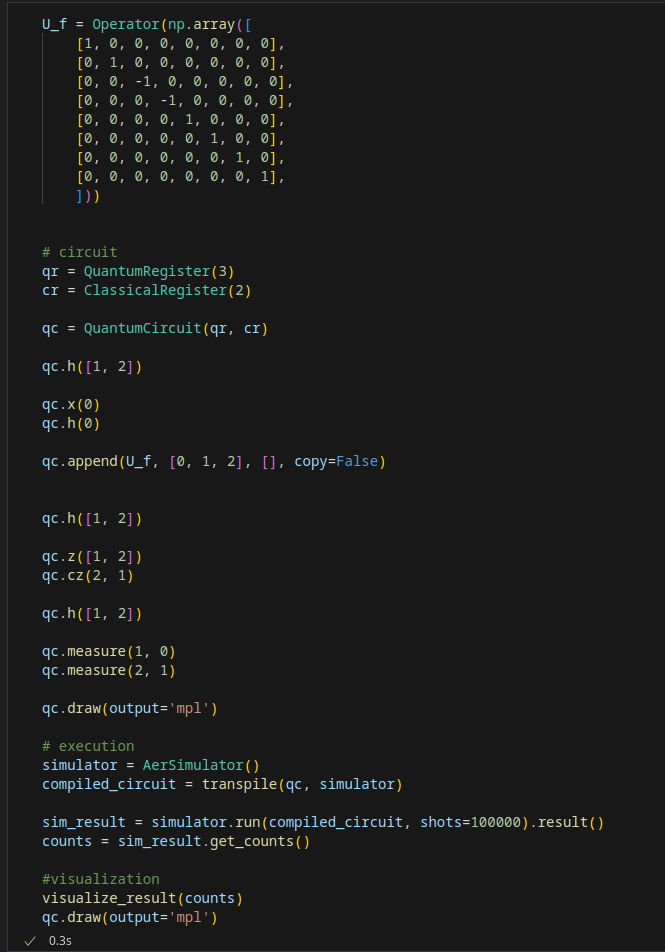 U_f = Operator(np.array([
    [1, 0, 0, 0, 0, 0, 0, 0],
    [0, 1, 0, 0, 0, 0, 0, 0],
    [0, 0, -1, 0, 0, 0, 0, 0],
    [0, 0, 0, -1, 0, 0, 0, 0],
    [0, 0, 0, 0, 1, 0, 0, 0],
    [0, 0, 0, 0, 0, 1, 0, 0],
    [0, 0, 0, 0, 0, 0, 1, 0],
    [0, 0, 0, 0, 0, 0, 0, 1],
    ]))
# circuit
qr = QuantumRegister(3)
cr = ClassicalRegister(2)
qc = QuantumCircuit(qr, cr)
qc.h([1, 2])
qc.x(0)
qc.h(0)
qc.append(U_f, [0, 1, 2], [], copy=False)
qc.h([1, 2])
qc.z([1, 2])
qc.cz(2, 1)
qc.h([1, 2])
qc.measure(1, 0)
qc.measure(2, 1)
qc.draw(output='mpl')
# execution
simulator = AerSimulator()
compiled_circuit = transpile(qc, simulator)
sim_result = simulator.run(compiled_circuit, shots=100000).result()
counts = sim_result.get_counts()
#visualization
visualize_result(counts)
qc.draw(output='mpl')
✓ 0.3s